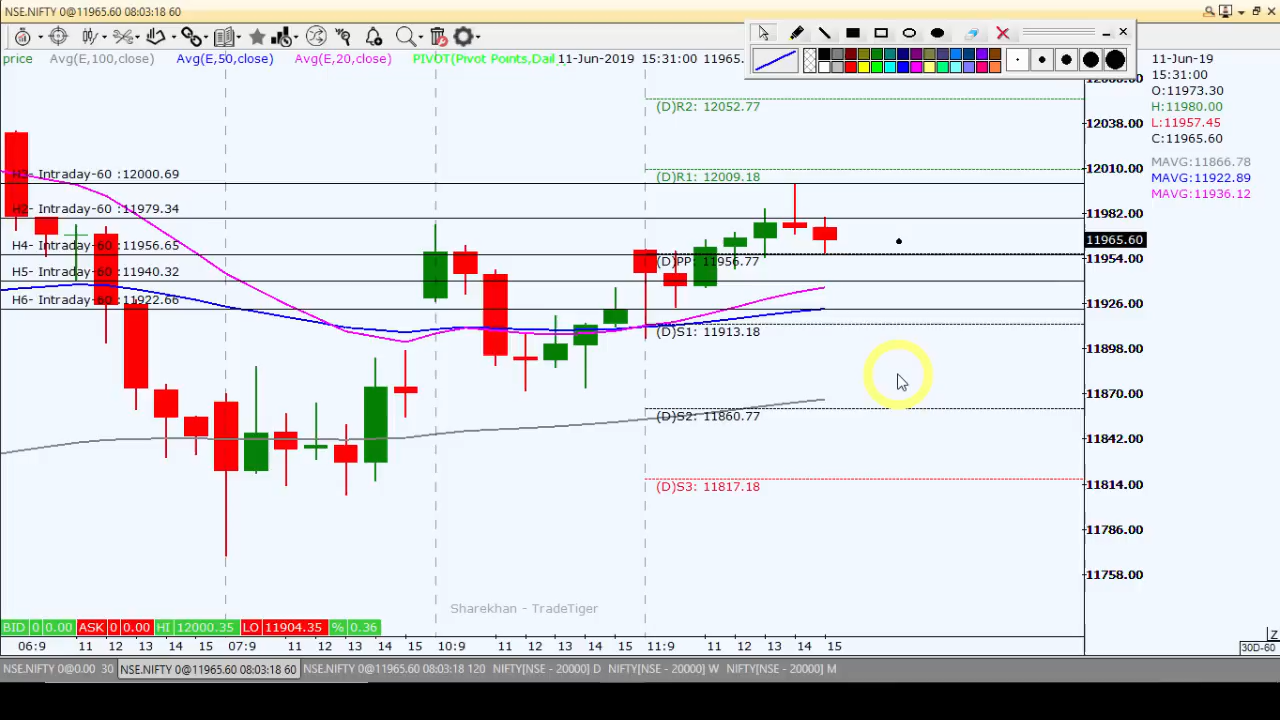 NSE.NIFTY 0@11965.60 08:03:18 60
price Avg(E,100,close) Avg(E,50,close) Avg(E,20,close) PIVOT(Pivot Points,Dail 11-Jun-2019 15:31:00 11965.
11-Jun-19
15:31:00
O:11973.30
H:11980.00
L:11957.45
C:11965.60
MAVG:11866.78
MAVG:11922.89
MAVG:11936.12
(D)R2: 12052.77
12038.00
Intraday-60 :12000.69
(D)R1: 12009.18
12010.00
H2- Intraday-60 :11979.34
11982.00
H4- Intraday-60 :11956.65
11965.60
(D)PP: 11956.77
11954.00
H5- Intraday-60 :11940.32
H6- Intraday-60 :11922.66
11926.00
(D)S1: 11913.18
11898.00
11870.00
(D)S2: 11860.77
11842.00
(D)S3: 11817.18
11814.00
11786.00
11758.00
Sharekhan - TradeTiger
BID 0 0.00 ASK 0 0.00 HI 12000.35 LO 11904.35 % 0.36
06:9 11 12 13 14 15 07:9 11 12 13 14 15 10:9 11 12 13 14 15 11:9 11 12 13 14 15
Z
30D-60
NSE.NIFTY 0@0.00 30 NSE.NIFTY 0@11965.60 08:03:18 60 NSE.NIFTY 0@11965.60 08:03:18 120 NIFTY[NSE - 20000] D NIFTY[NSE - 20000] W NIFTY[NSE - 20000] M